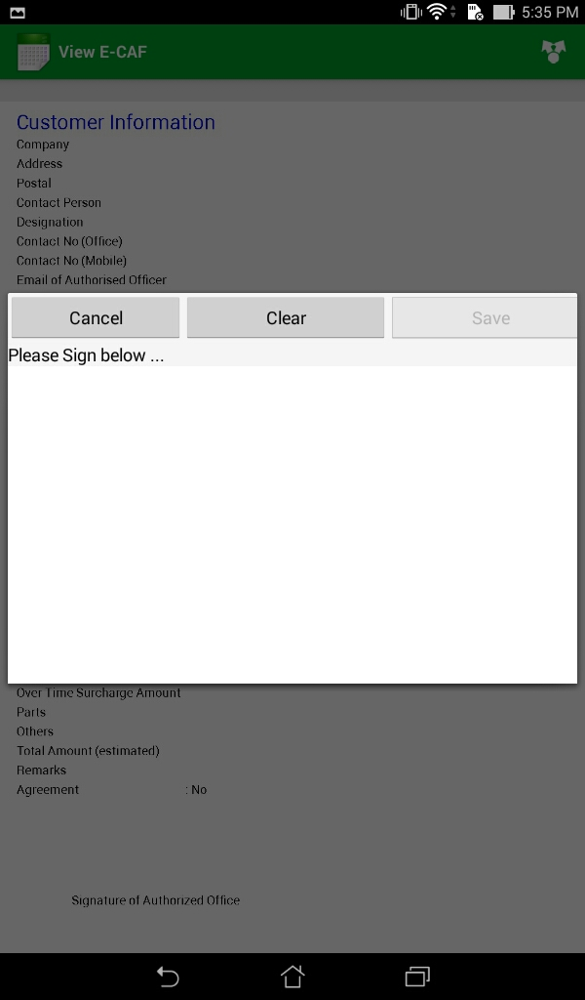 5:35 PM
View E-CAF
Customer Information
Company
Address
Postal
Contact Person
Designation
Contact No (Office)
Contact No (Mobile)
Email of Authorised Officer
Cancel Clear Save
Please Sign below ...
Over Time Surcharge Amount
Parts
Others
Total Amount (estimated)
Remarks
Agreement : No
Signature of Authorized Office